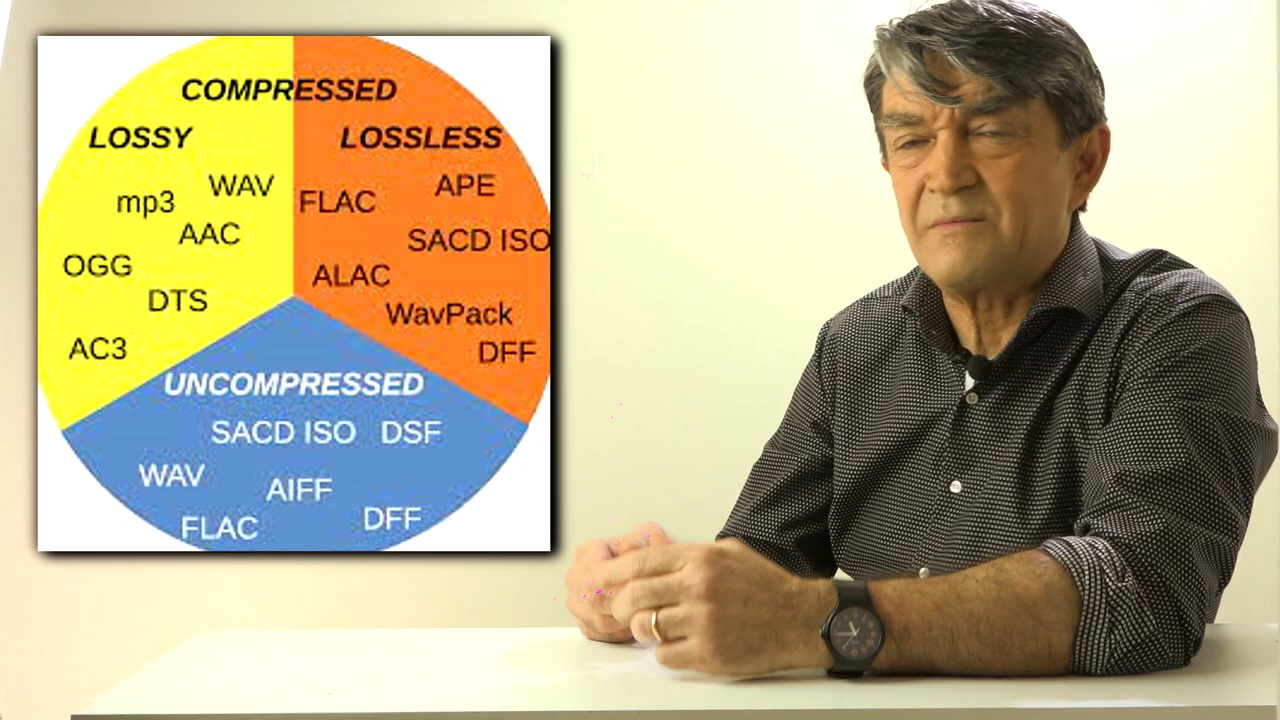 COMPRESSED
LOSSY
LOSSLESS
mp3
WAV
AAC
OGG
DTS
AC3
FLAC
APE
SACD ISO
ALAC
WavPack
DFF
UNCOMPRESSED
SACD ISO DSF
WAV
AIFF
FLAC
DFF